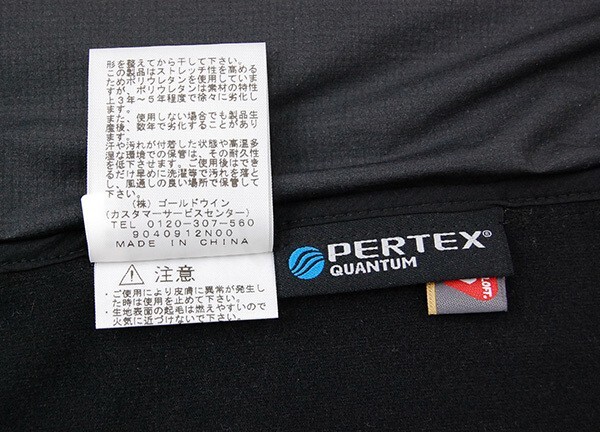 形を整えてから干して下さい。
この製品はストレッチ性を高める
ためポリウレタンを使用していま
すが、ポリウレタンは素材の特性
上3年～5年程度で徐々に劣化し
ます。
また、使用しない場合でも製品生
産後、数年で劣化することがあり
ます。
汗や汚れが付着した状態や高温多
湿な環境での保管は、その耐久性
を低下させます。ご使用後はでき
るだけ早めに洗濯等で汚れを落と
し、風通しの良い場所で保管して
下さい。
(株) ゴールドウイン
(カスタマーサービスセンター)
TEL 0120-307-560
9040912N00
MADE IN CHINA
注意
・ご使用により皮膚に異常が発生し
た時は使用を止めて下さい。
・生地表面の起毛は燃えやすいので
火気に近づけないで下さい。
PERTEX®
QUANTUM
LOFT